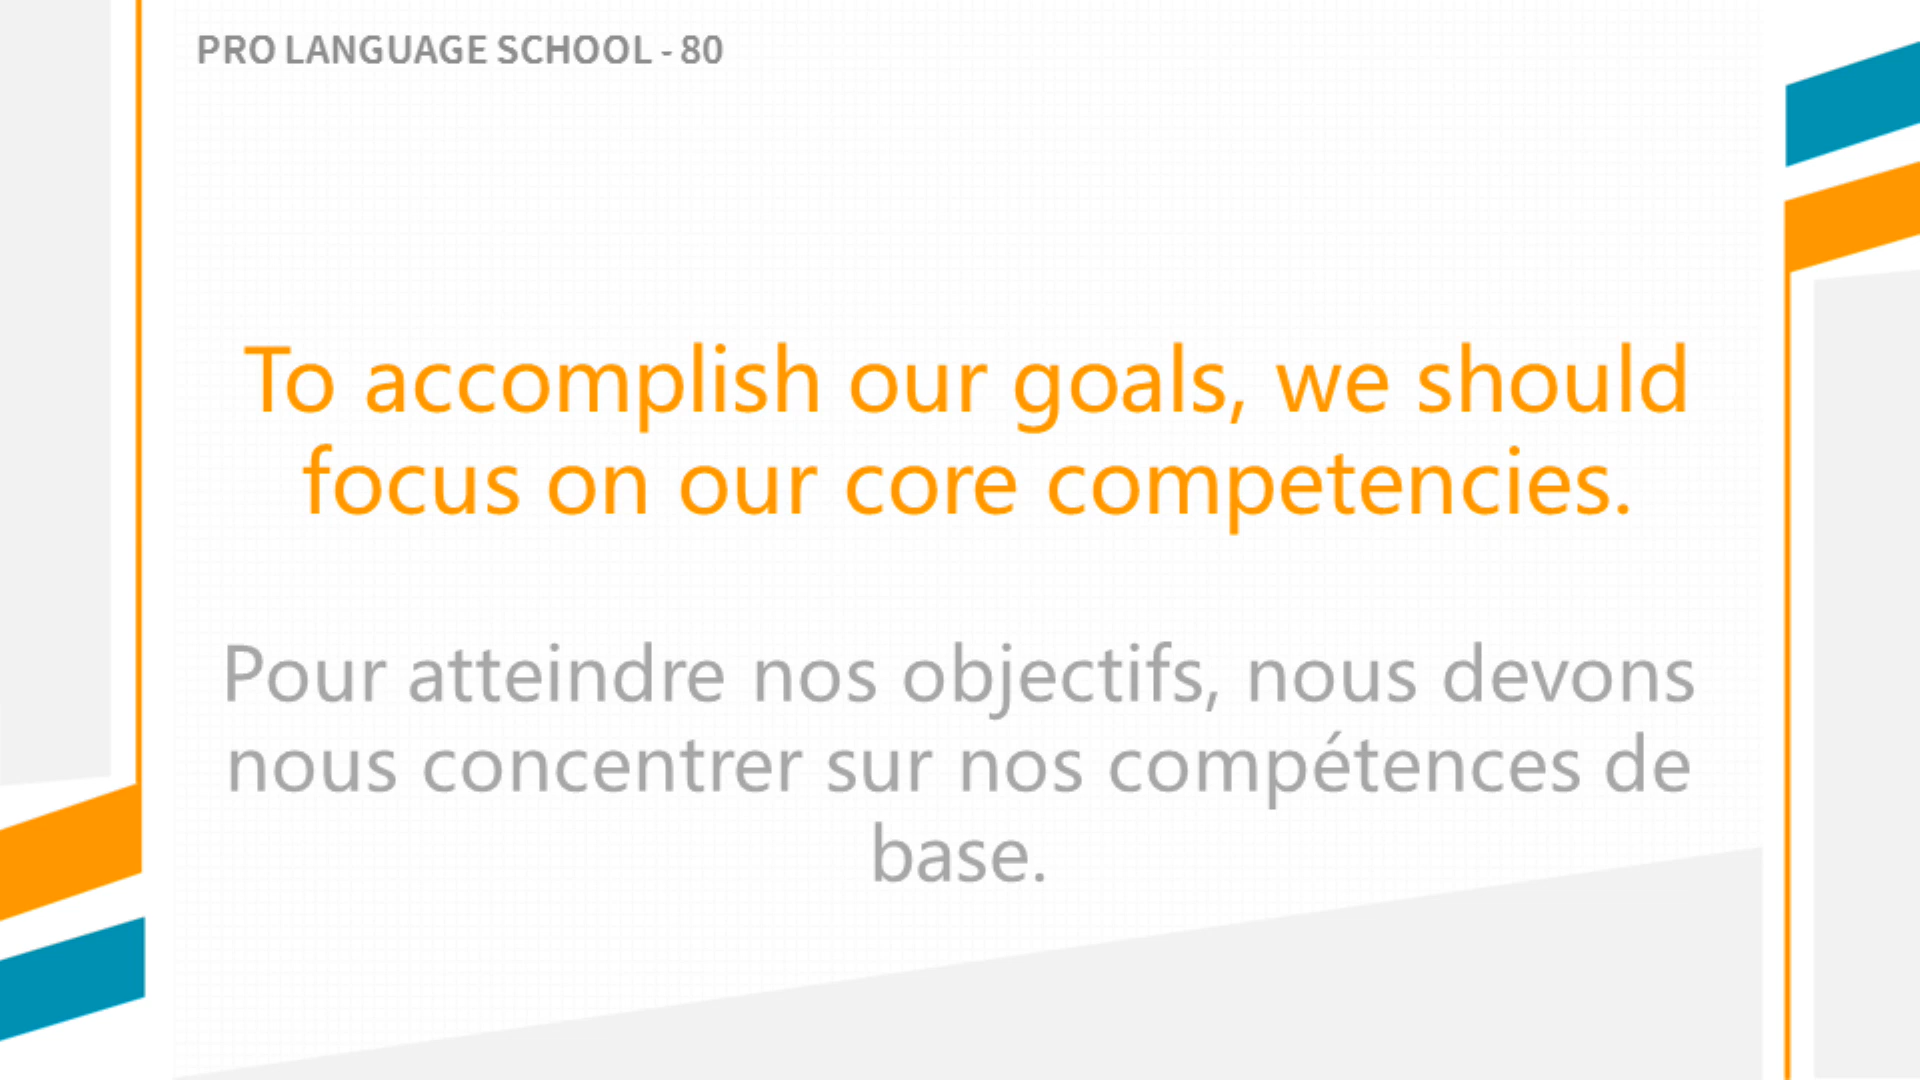 PRO LANGUAGE SCHOOL - 80
To accomplish our goals, we should
focus on our core competencies.
Pour atteindre nos objectifs, nous devons
nous concentrer sur nos compétences de
base.